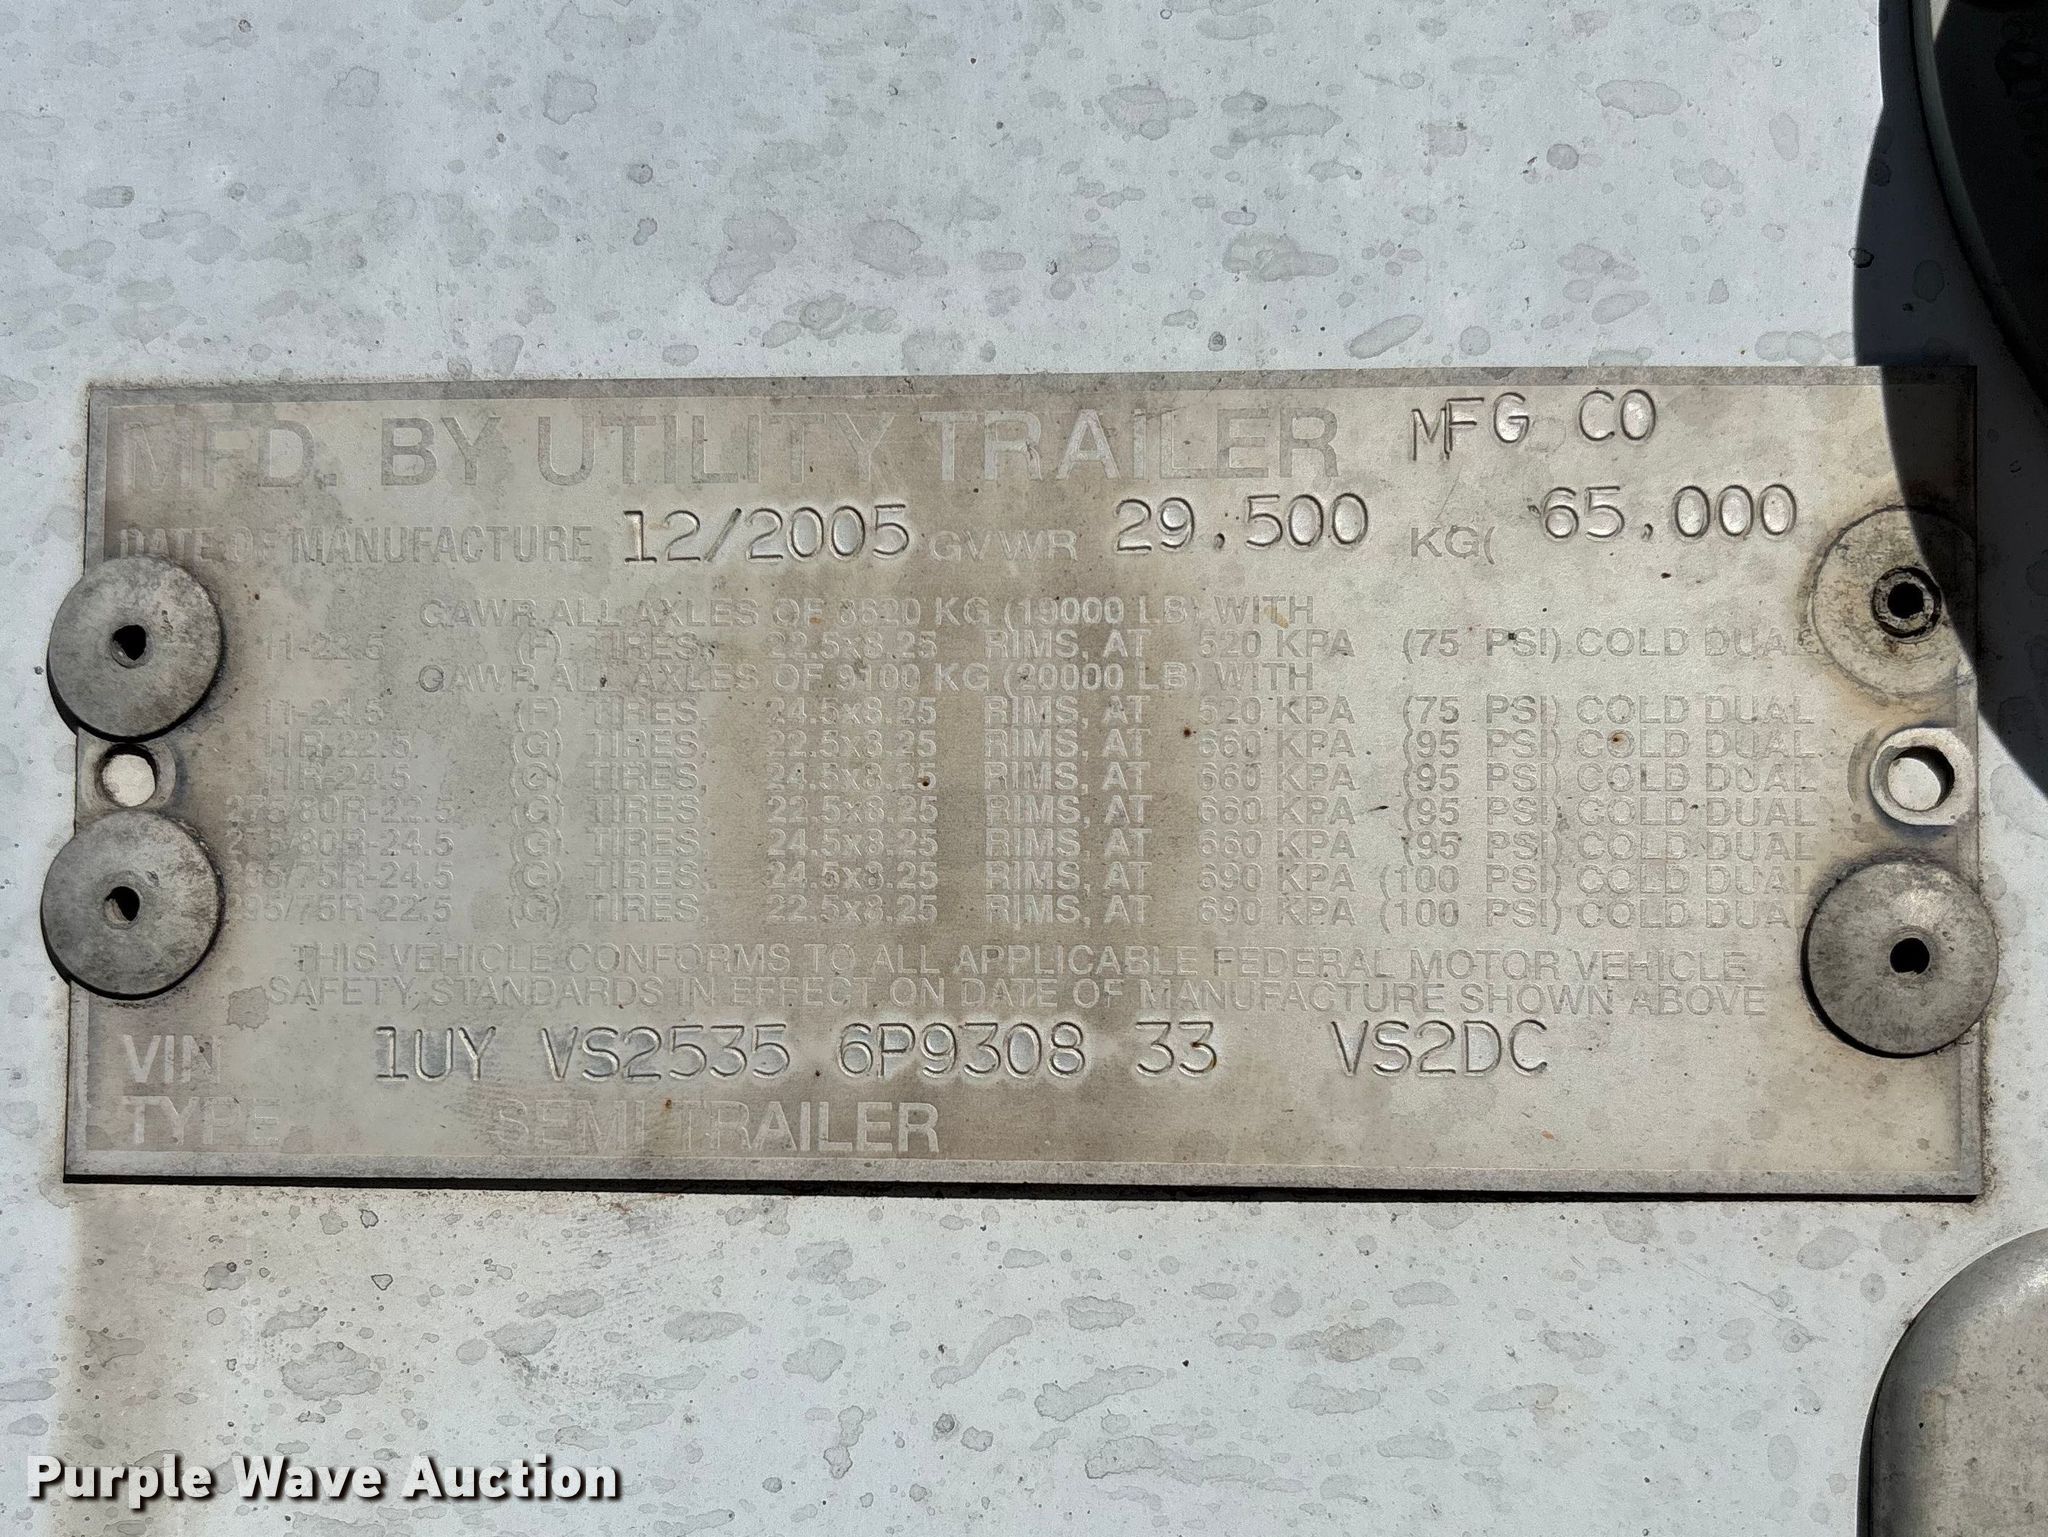 MFD. BY UTILITY TRAILER MFG CO
DATE OF MANUFACTURE 12/2005 GVWR 29,500 KG( 65,000
GAWR ALL AXLES OF 8620 KG (19000 LB) WITH
11-22.5 (F) TIRES, 22.5x8.25 RIMS, AT 520 KPA (75 PSI) COLD DUAL
GAWR ALL AXLES OF 9100 KG (20000 LB) WITH
11-24.5 (F) TIRES, 24.5x8.25 RIMS, AT 520 KPA (75 PSI) COLD DUAL
11R-22.5 (G) TIRES, 22.5x8.25 RIMS, AT 660 KPA (95 PSI) COLD DUAL
11R-24.5 (G) TIRES, 24.5x8.25 RIMS, AT 660 KPA (95 PSI) COLD DUAL
275/80R-22.5 (G) TIRES, 22.5x8.25 RIMS, AT 660 KPA (95 PSI) COLD DUAL
275/80R-24.5 (G) TIRES, 24.5x8.25 RIMS, AT 660 KPA (95 PSI) COLD DUAL
(G) TIRES, 24.5x8.25 RIMS, AT 690 KPA (100 PSI) COLD DUAL
295/75R-22.5 (G) TIRES, 22.5x8.25 RIMS, AT 690 KPA (100 PSI) COLD DUAL
THIS VEHICLE CONFORMS TO ALL APPLICABLE FEDERAL MOTOR VEHICLE
SAFETY STANDARDS IN EFFECT ON DATE OF MANUFACTURE SHOWN ABOVE
VIN 1UY VS2535 6P9308 33 VS2DC
TYPE SEMITRAILER
Purple Wave Auction